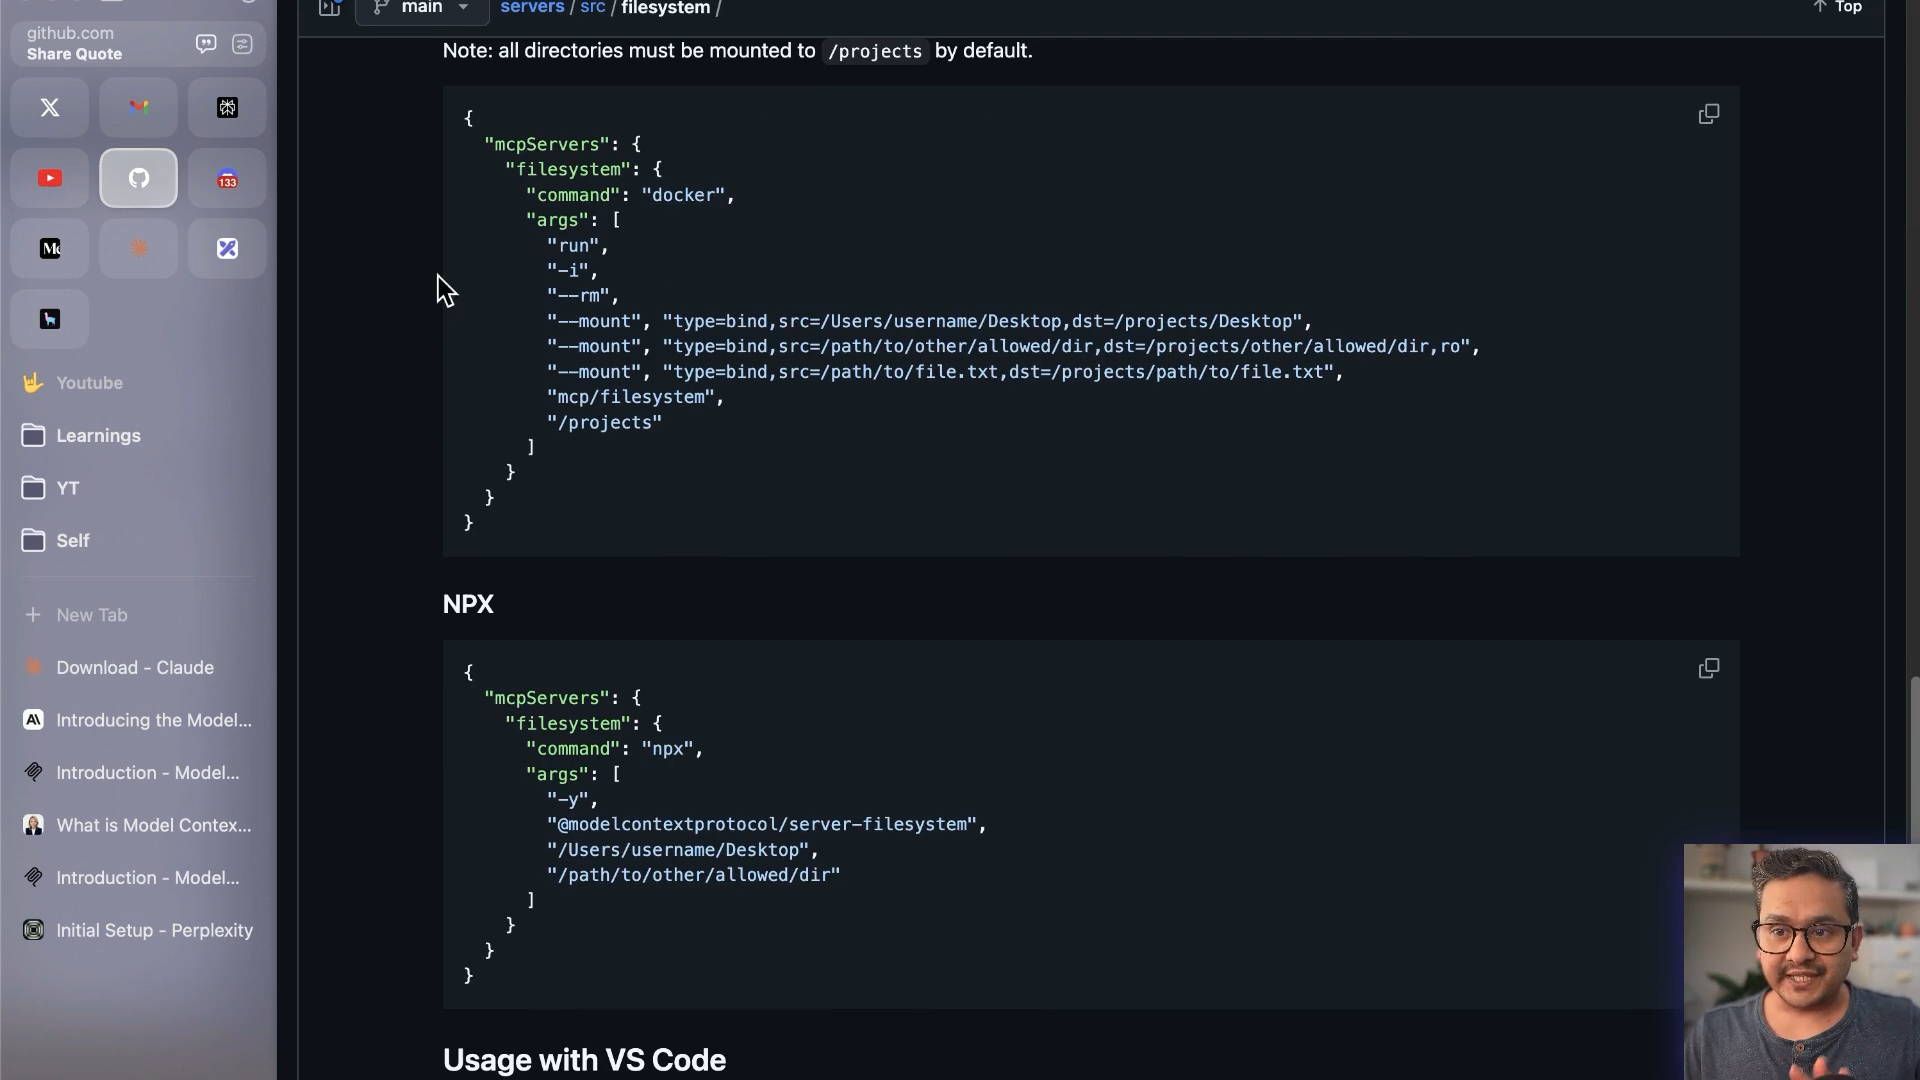 github.com
Share Quote
133
Youtube
Learnings
YT
Self
New Tab
Download - Claude
Introducing the Model...
Introduction - Model...
What is Model Contex...
Introduction - Model...
Initial Setup - Perplexity
main
servers / src / filesystem /
Top
Note: all directories must be mounted to /projects by default.
{
"mcpServers": {
"filesystem": {
"command": "docker",
"args": [
"run",
"-i",
"--rm",
"--mount", "type=bind,src=/Users/username/Desktop,dst=/projects/Desktop",
"--mount", "type=bind,src=/path/to/other/allowed/dir,dst=/projects/other/allowed/dir,ro",
"--mount", "type=bind,src=/path/to/file.txt,dst=/projects/path/to/file.txt",
"mcp/filesystem",
"/projects"
]
}
}
}
NPX
{
"mcpServers": {
"filesystem": {
"command": "npx",
"args": [
"-y",
"@modelcontextprotocol/server-filesystem",
"/Users/username/Desktop",
"/path/to/other/allowed/dir"
]
}
}
}
Usage with VS Code